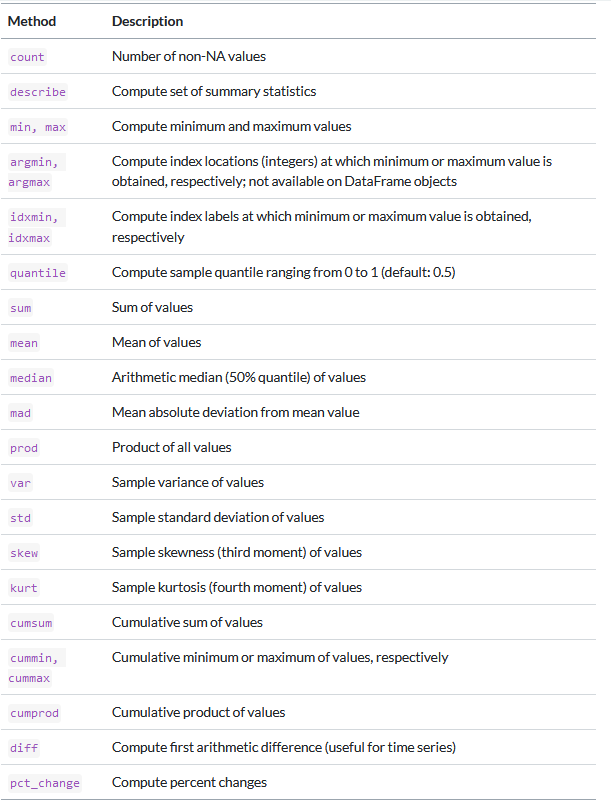 Method Description
count Number of non-NA values
describe Compute set of summary statistics
min, max Compute minimum and maximum values
argmin, Compute index locations (integers) at which minimum or maximum value is
argmax obtained, respectively; not available on DataFrame objects
idxmin, Compute index labels at which minimum or maximum value is obtained,
idxmax respectively
quantile Compute sample quantile ranging from 0 to 1 (default: 0.5)
sum Sum of values
mean Mean of values
median Arithmetic median (50% quantile) of values
mad Mean absolute deviation from mean value
prod Product of all values
var Sample variance of values
std Sample standard deviation of values
skew Sample skewness (third moment) of values
kurt Sample kurtosis (fourth moment) of values
cumsum Cumulative sum of values
cummin, Cumulative minimum or maximum of values, respectively
cummax
cumprod Cumulative product of values
diff Compute first arithmetic difference (useful for time series)
pct_change Compute percent changes